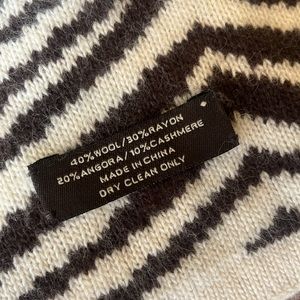 40%WOOL/30%RAYON
20%ANGORA/10%CASHMERE
MADE IN CHINA
DRY CLEAN ONLY